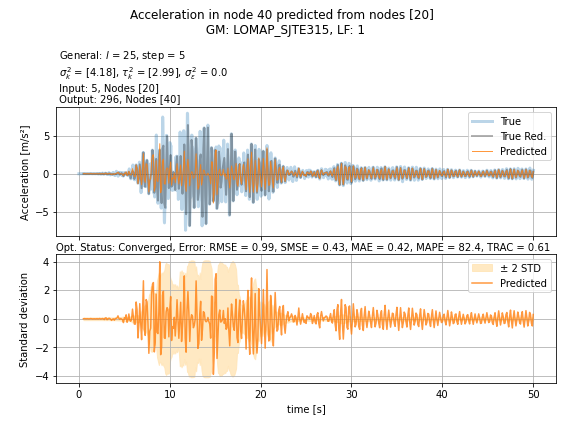 Acceleration in node 40 predicted from nodes [20]
GM: LOMAP_SJTE315, LF: 1
General: l = 25, step = 5
σ²ₖ = [4.18], τ²ₖ = [2.99], σ²ₑ = 0.0
Input: 5, Nodes [20]
Output: 296, Nodes [40]
Acceleration [m/s²]
5
0
−5
True
True Red.
Predicted
Opt. Status: Converged, Error: RMSE = 0.99, SMSE = 0.43, MAE = 0.42, MAPE = 82.4, TRAC = 0.61
Standard deviation
4
2
0
−2
−4
± 2 STD
Predicted
0 10 20 30 40 50
time [s]